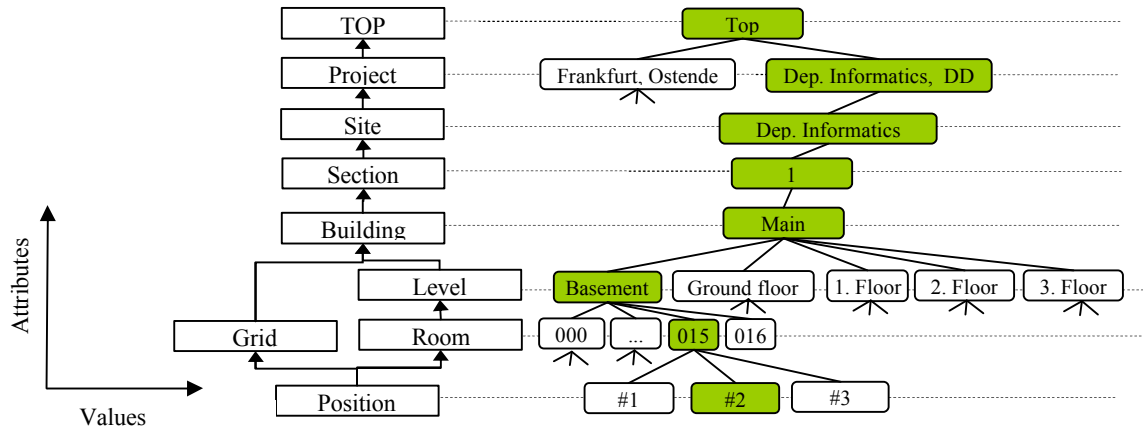 TOP Top
Project Frankfurt, Ostende Dep. Informatics, DD
Site Dep. Informatics
Section 1
Building Main
Level Basement Ground floor 1. Floor 2. Floor 3. Floor
Grid Room 000 ... 015 016
Position #1 #2 #3
Attributes
Values